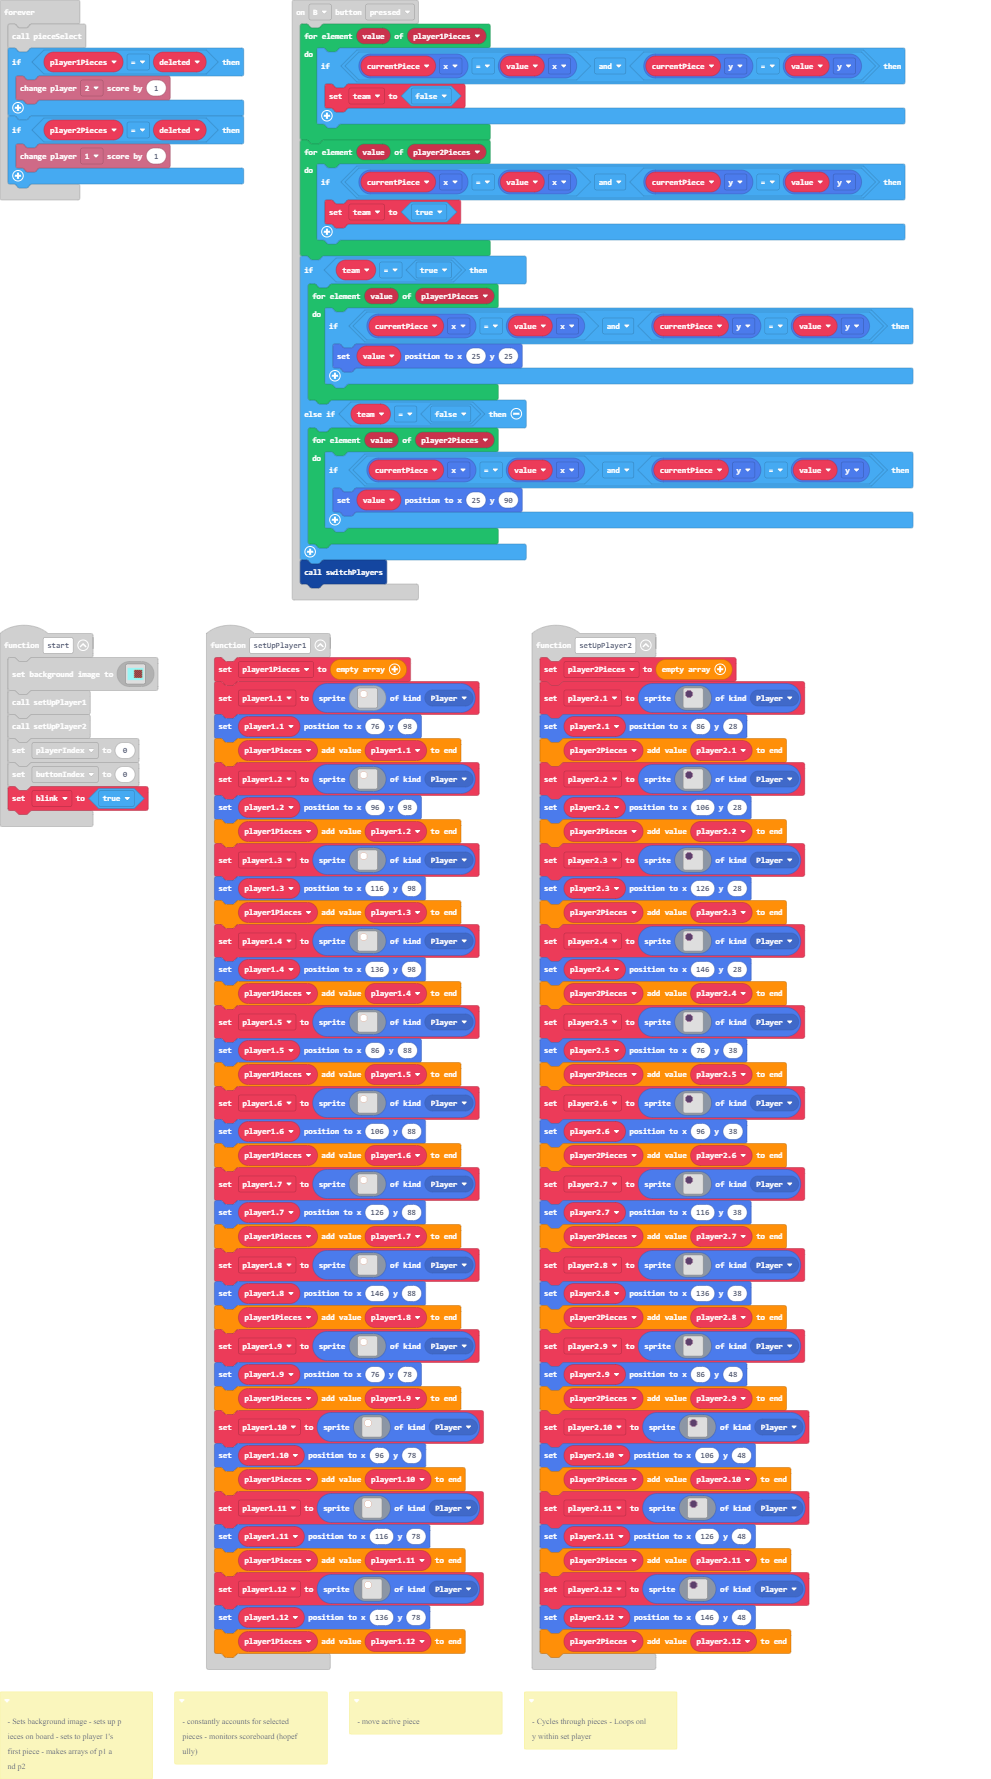 forever
call pieceSelect
if player1Pieces = deleted then
change player 2 score by 1
if player2Pieces = deleted then
change player 1 score by 1
on B button pressed
for element value of player1Pieces
do
if currentPiece x = value x and currentPiece y = value y then
set team to false
for element value of player2Pieces
do
if currentPiece x = value x and currentPiece y = value y then
set team to true
if team = true then
for element value of player1Pieces
do
if currentPiece x = value x and currentPiece y = value y then
set value position to x 25 y 25
else if team = false then
for element value of player2Pieces
do
if currentPiece x = value x and currentPiece y = value y then
set value position to x 25 y 90
call switchPlayers
function start
set background image to
call setUpPlayer1
call setUpPlayer2
set playerIndex to 0
set buttonIndex to 0
set blink to true
function setUpPlayer1
set player1Pieces to empty array
set player1.1 to sprite of kind Player
set player1.1 position to x 76 y 98
player1Pieces add value player1.1 to end
set player1.2 to sprite of kind Player
set player1.2 position to x 96 y 98
player1Pieces add value player1.2 to end
set player1.3 to sprite of kind Player
set player1.3 position to x 116 y 98
player1Pieces add value player1.3 to end
set player1.4 to sprite of kind Player
set player1.4 position to x 136 y 98
player1Pieces add value player1.4 to end
set player1.5 to sprite of kind Player
set player1.5 position to x 86 y 88
player1Pieces add value player1.5 to end
set player1.6 to sprite of kind Player
set player1.6 position to x 106 y 88
player1Pieces add value player1.6 to end
set player1.7 to sprite of kind Player
set player1.7 position to x 126 y 88
player1Pieces add value player1.7 to end
set player1.8 to sprite of kind Player
set player1.8 position to x 146 y 88
player1Pieces add value player1.8 to end
set player1.9 to sprite of kind Player
set player1.9 position to x 76 y 78
player1Pieces add value player1.9 to end
set player1.10 to sprite of kind Player
set player1.10 position to x 96 y 78
player1Pieces add value player1.10 to end
set player1.11 to sprite of kind Player
set player1.11 position to x 116 y 78
player1Pieces add value player1.11 to end
set player1.12 to sprite of kind Player
set player1.12 position to x 136 y 78
player1Pieces add value player1.12 to end
function setUpPlayer2
set player2Pieces to empty array
set player2.1 to sprite of kind Player
set player2.1 position to x 86 y 28
player2Pieces add value player2.1 to end
set player2.2 to sprite of kind Player
set player2.2 position to x 106 y 28
player2Pieces add value player2.2 to end
set player2.3 to sprite of kind Player
set player2.3 position to x 126 y 28
player2Pieces add value player2.3 to end
set player2.4 to sprite of kind Player
set player2.4 position to x 146 y 28
player2Pieces add value player2.4 to end
set player2.5 to sprite of kind Player
set player2.5 position to x 76 y 38
player2Pieces add value player2.5 to end
set player2.6 to sprite of kind Player
set player2.6 position to x 96 y 38
player2Pieces add value player2.6 to end
set player2.7 to sprite of kind Player
set player2.7 position to x 116 y 38
player2Pieces add value player2.7 to end
set player2.8 to sprite of kind Player
set player2.8 position to x 136 y 38
player2Pieces add value player2.8 to end
set player2.9 to sprite of kind Player
set player2.9 position to x 86 y 48
player2Pieces add value player2.9 to end
set player2.10 to sprite of kind Player
set player2.10 position to x 106 y 48
player2Pieces add value player2.10 to end
set player2.11 to sprite of kind Player
set player2.11 position to x 126 y 48
player2Pieces add value player2.11 to end
set player2.12 to sprite of kind Player
set player2.12 position to x 146 y 48
player2Pieces add value player2.12 to end
- Sets background image - sets up p
ieces on board - sets to player 1's
first piece - makes arrays of p1 a
nd p2
- constantly accounts for selected
pieces - monitors scoreboard (hopef
ully)
- move active piece
- Cycles through pieces - Loops onl
y within set player